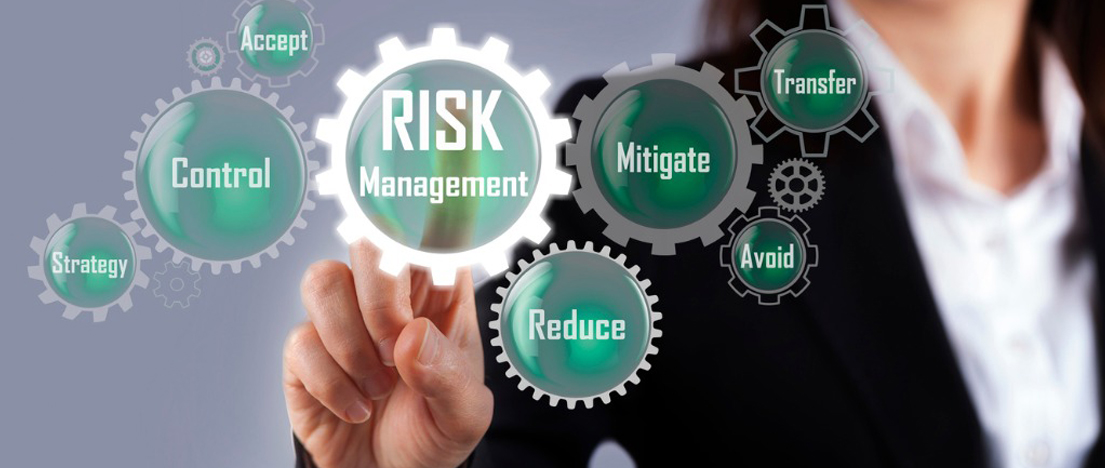 Accept
RISK
Management
Control
Mitigate
Transfer
Strategy
Reduce
Avoid